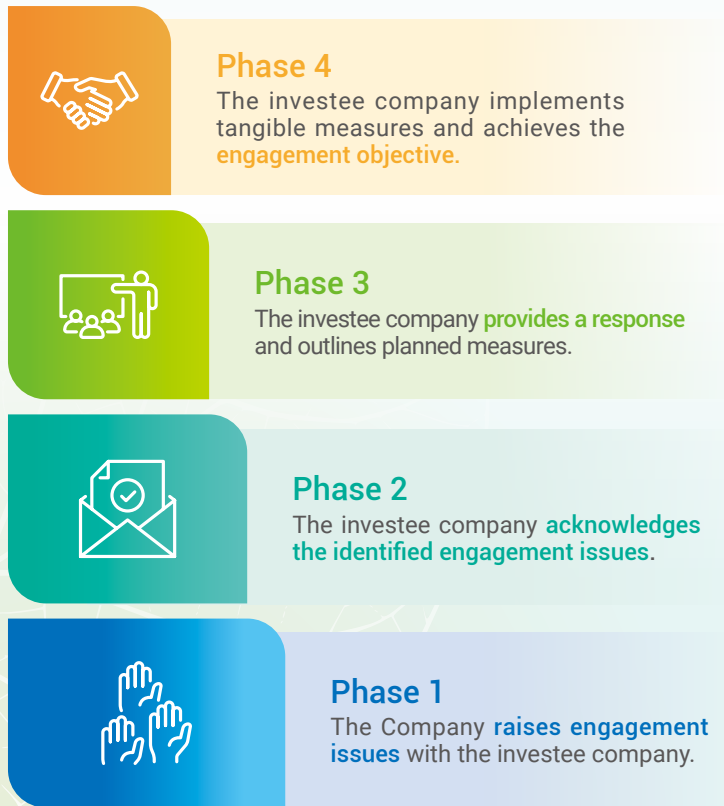 Phase 4
The investee company implements
tangible measures and achieves the
engagement objective.
Phase 3
The investee company provides a response
and outlines planned measures.
Phase 2
The investee company acknowledges
the identified engagement issues.
Phase 1
The Company raises engagement
issues with the investee company.